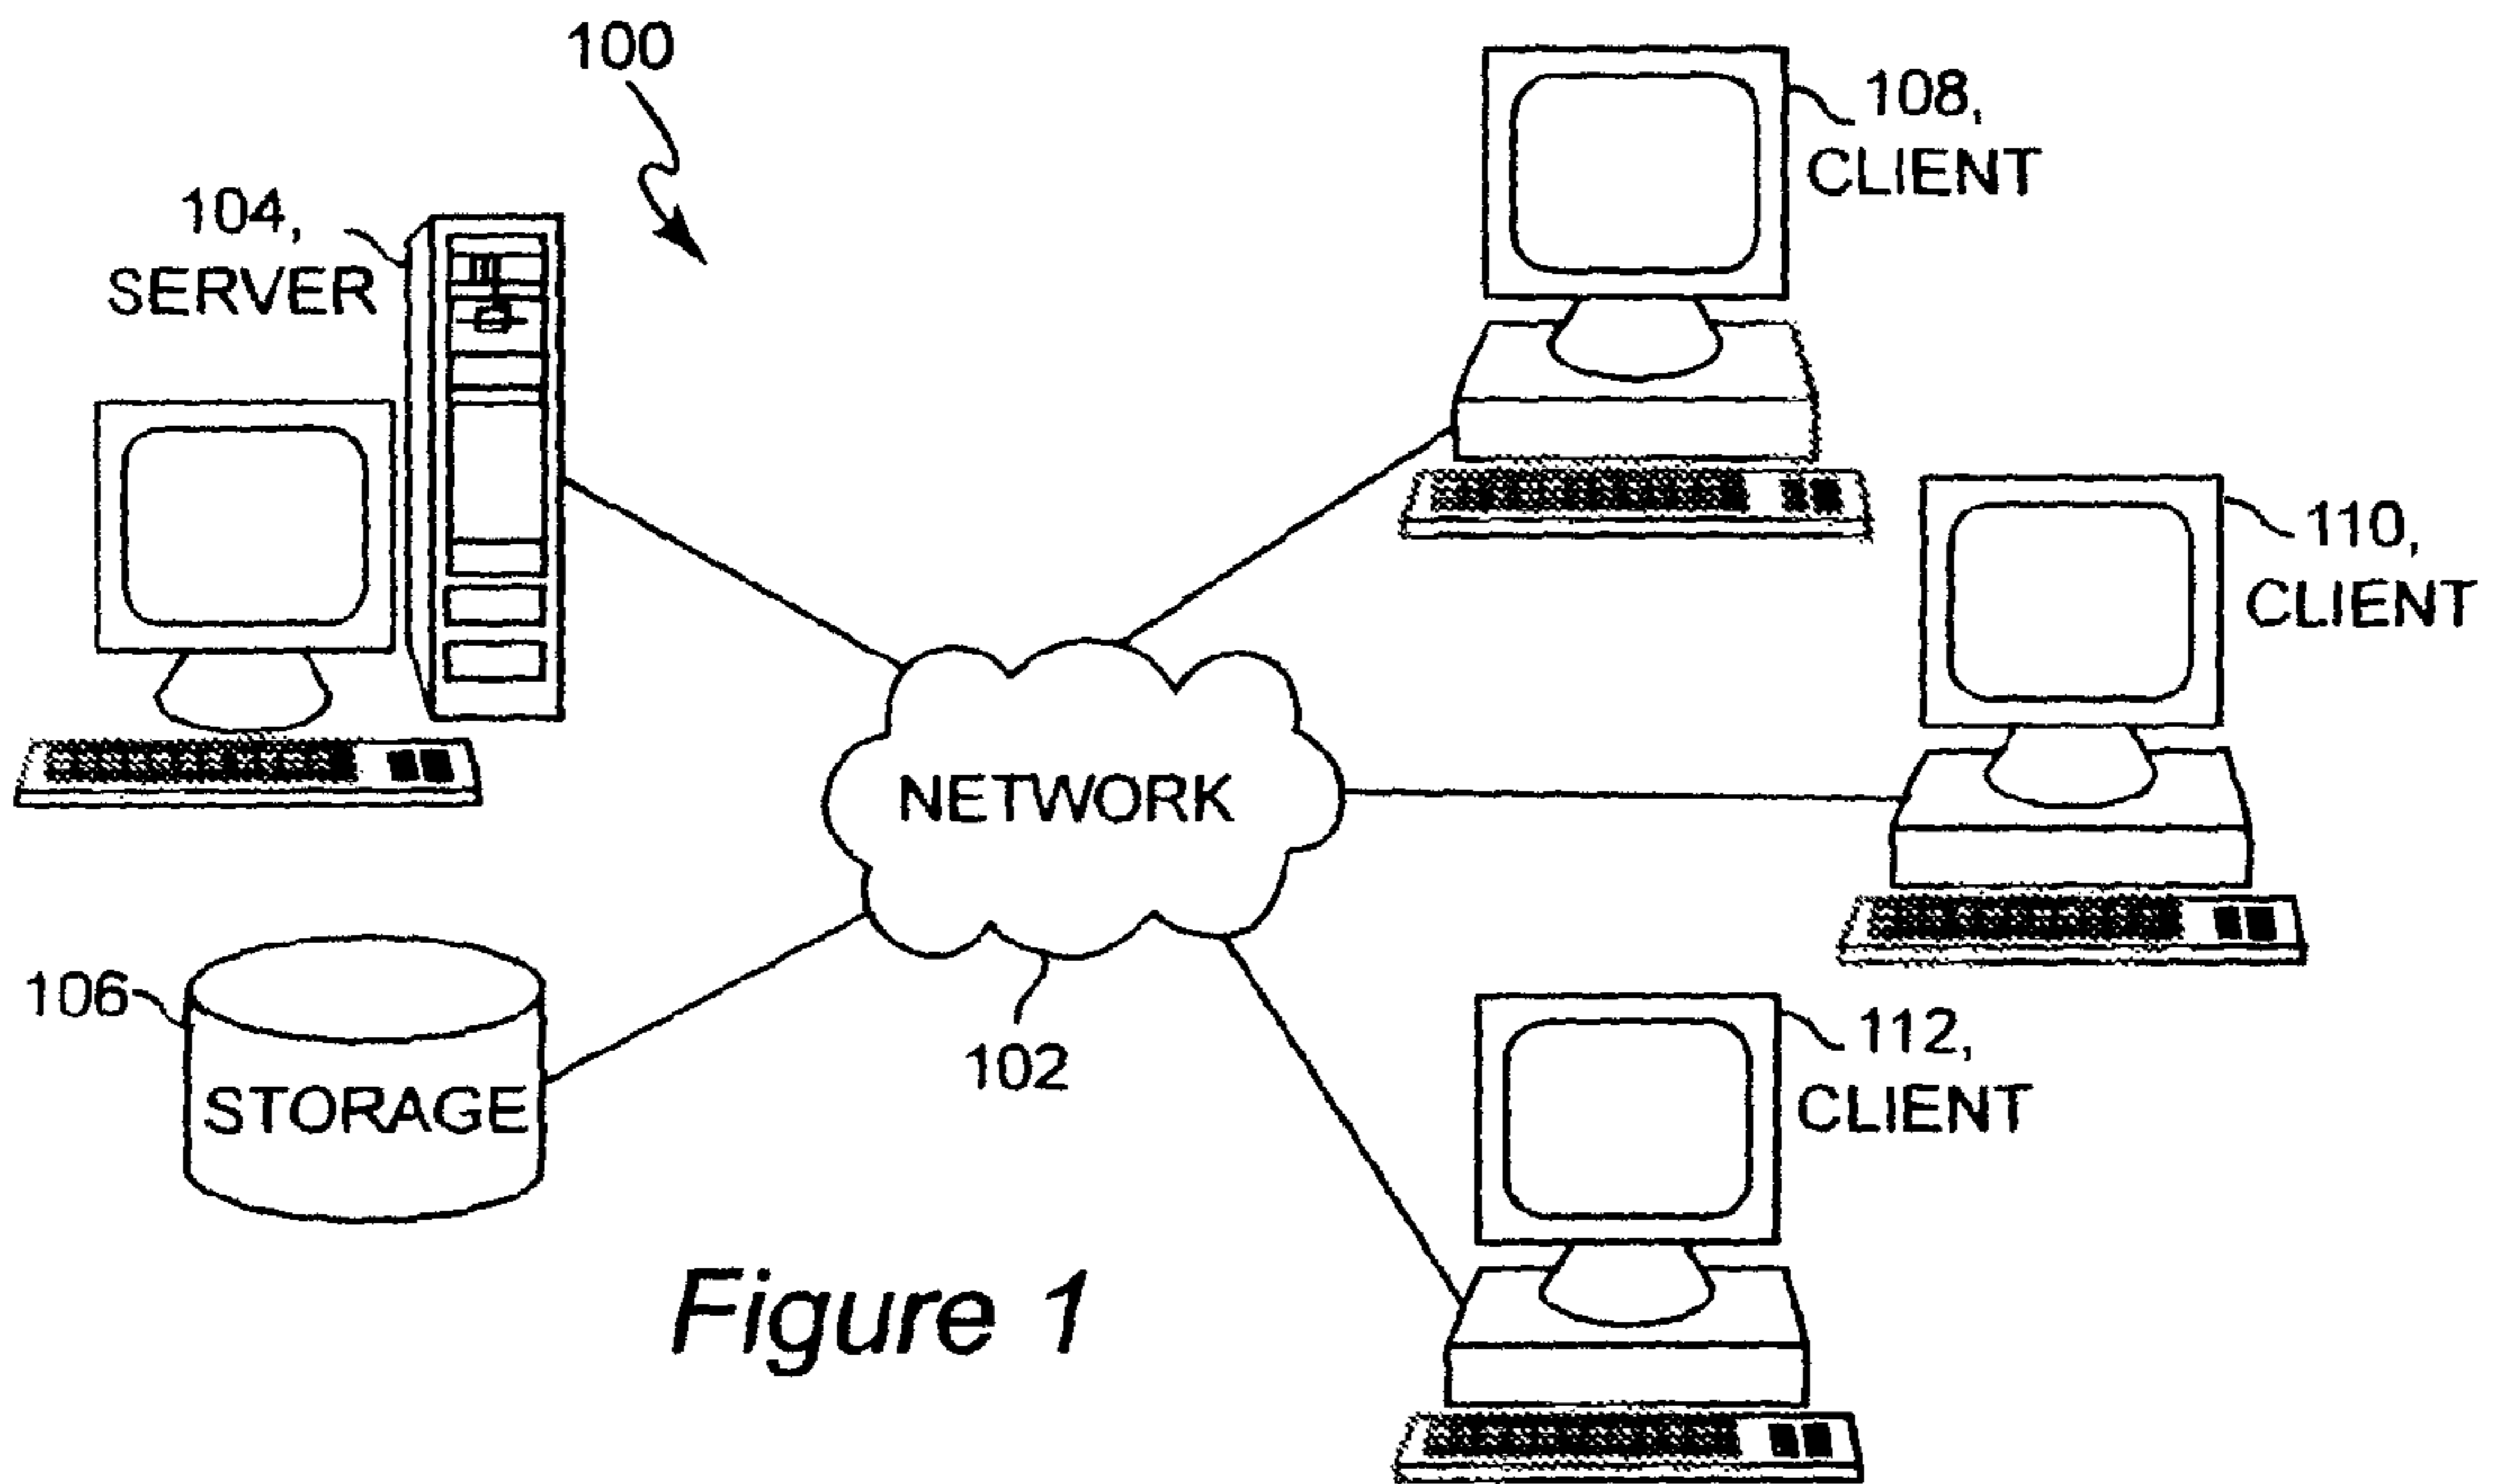 100
108,
CLIENT
104,
SERVER
110,
CLIENT
NETWORK
106
STORAGE
102
112,
CLIENT
Figure 1